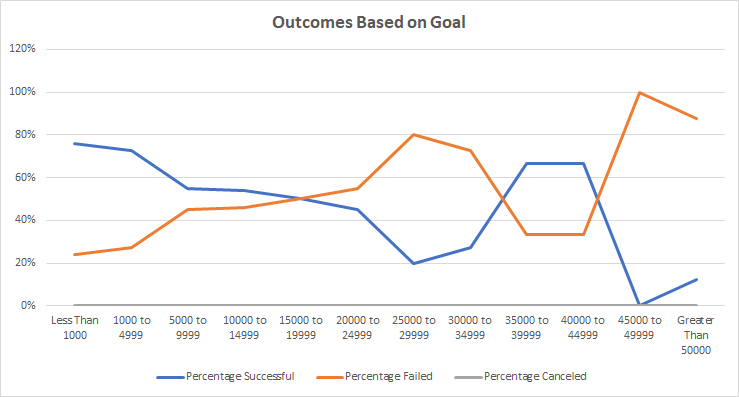 Outcomes Based on Goal
120%
100%
80%
60%
40%
20%
0%
Less Than
1000
1000 to
4999
5000 to
9999
10000 to
14999
15000 to
19999
20000 to
24999
25000 to
29999
30000 to
34999
35000 to
39999
40000 to
44999
45000 to
49999
Greater
Than
50000
Percentage Successful
Percentage Failed
Percentage Canceled